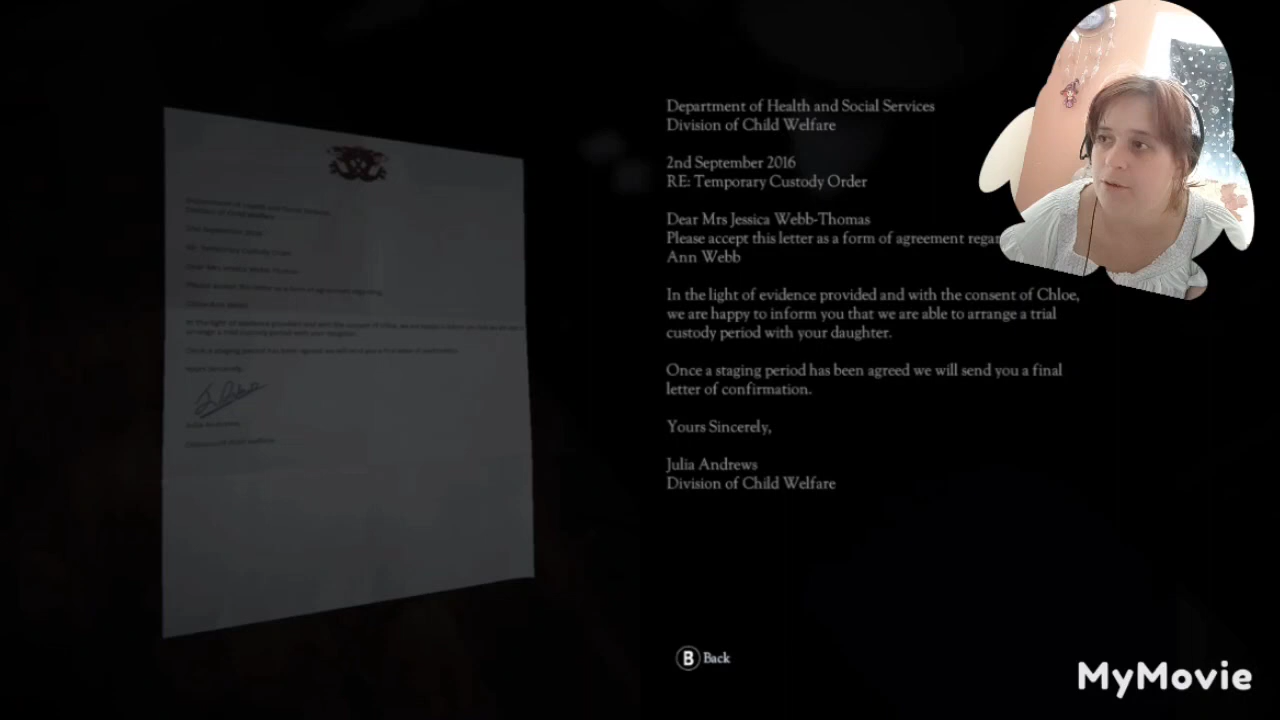 Department of Health and Social Services
Division of Child Welfare
2nd September 2016
RE: Temporary Custody Order
Dear Mrs Jessica Webb-Thomas
Please accept this letter as a form of agreement
Ann Webb
In the light of evidence provided and with the consent of Chloe,
we are happy to inform you that we are able to arrange a trial
custody period with your daughter.
Once a staging period has been agreed we will send you a final
letter of confirmation.
Yours Sincerely,
Julia Andrews
Division of Child Welfare
B Back
MyMovie